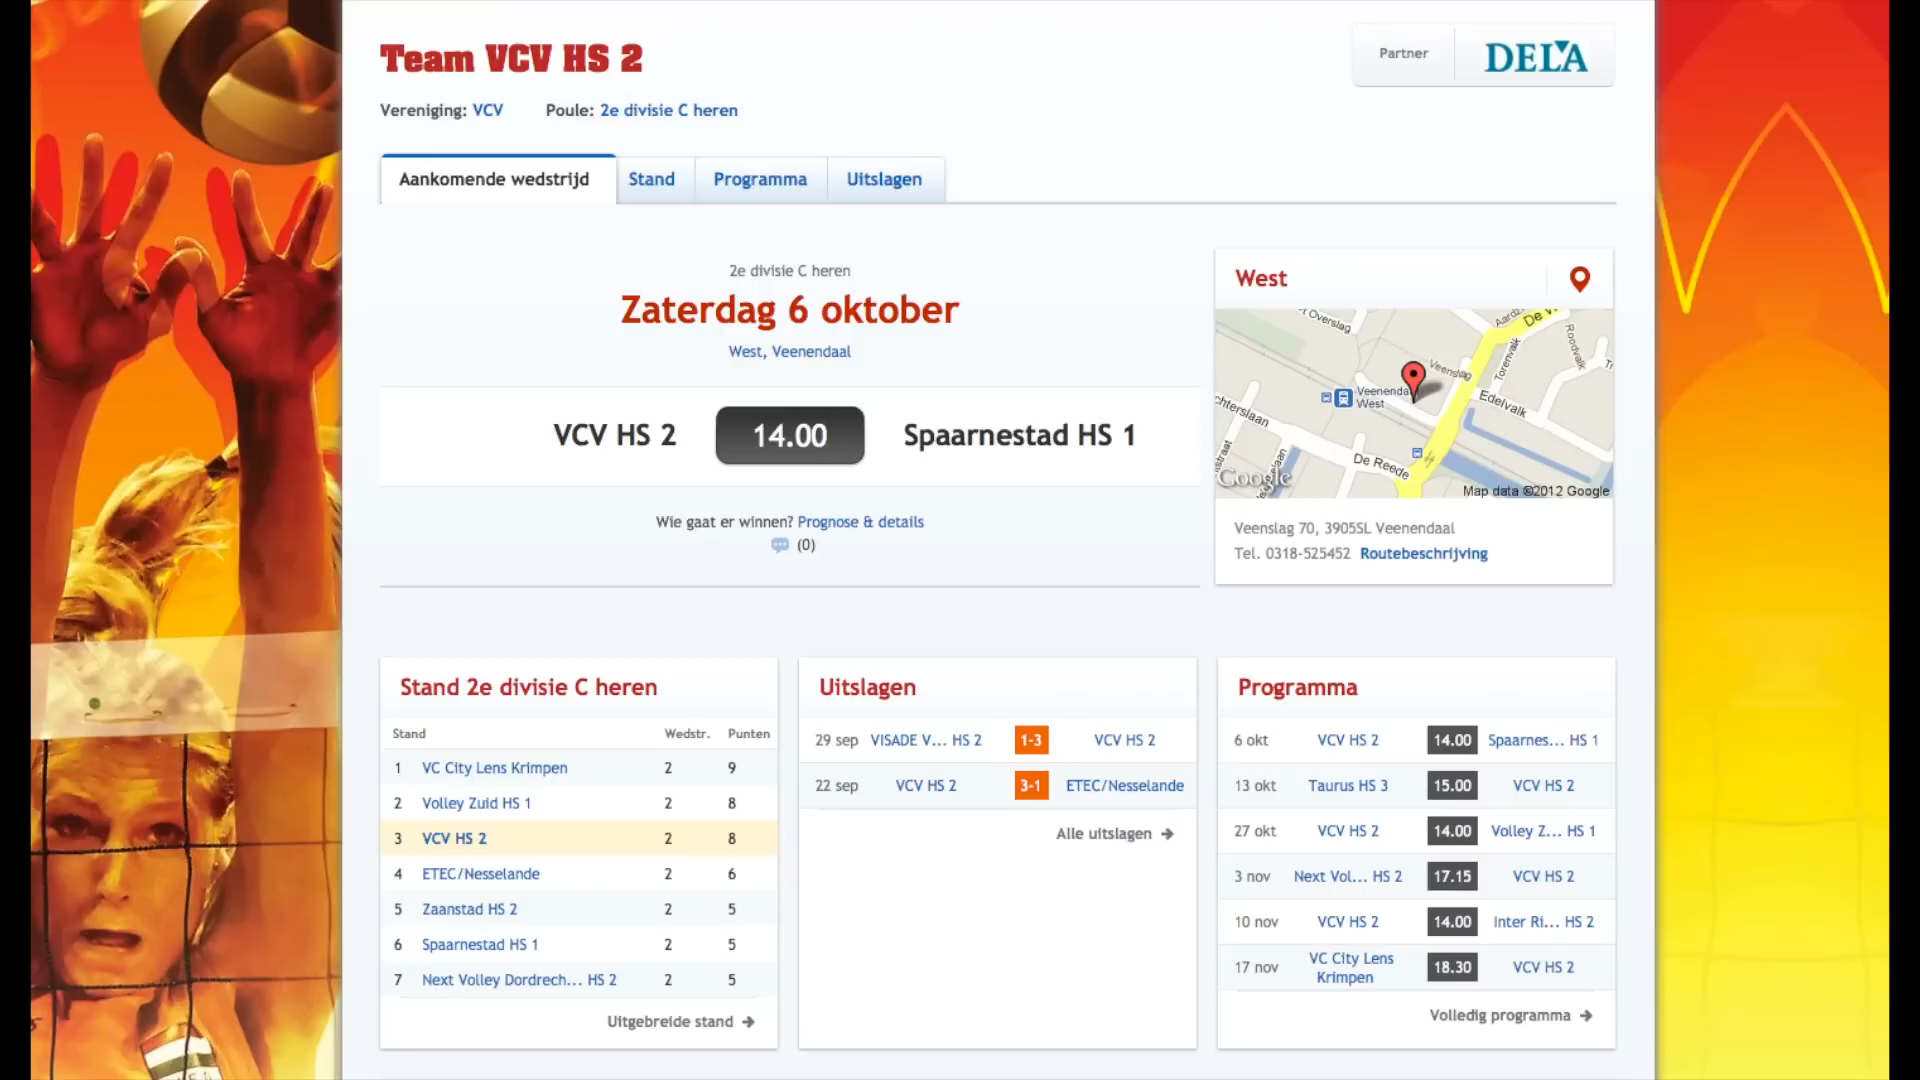 Team VCV HS 2
Partner
DELA
Vereniging: VCV Poule: 2e divisie C heren
Aankomende wedstrijd Stand Programma Uitslagen
2e divisie C heren
Zaterdag 6 oktober
West, Veenendaal
VCV HS 2 14.00 Spaarnestad HS 1
Wie gaat er winnen? Prognose & details
(0)
West
't Overslag
De
Roodvalk
Torenvalk
Veenslag
Veenendaal
West
Edelvalk
De Reede
Google
Map data ©2012 Google
Veenslag 70, 3905SL Veenendaal
Tel. 0318-525452 Routebeschrijving
Stand 2e divisie C heren
Stand Wedstr. Punten
1 VC City Lens Krimpen 2 9
2 Volley Zuid HS 1 2 8
3 VCV HS 2 2 8
4 ETEC/Nesselande 2 6
5 Zaanstad HS 2 2 5
6 Spaarnestad HS 1 2 5
7 Next Volley Dordrech... HS 2 2 5
Uitgebreide stand
Uitslagen
29 sep VISADE V... HS 2 1-3 VCV HS 2
22 sep VCV HS 2 3-1 ETEC/Nesselande
Alle uitslagen
Programma
6 okt VCV HS 2 14.00 Spaarnes... HS 1
13 okt Taurus HS 3 15.00 VCV HS 2
27 okt VCV HS 2 14.00 Volley Z... HS 1
3 nov Next Vol... HS 2 17.15 VCV HS 2
10 nov VCV HS 2 14.00 Inter Ri... HS 2
17 nov VC City Lens Krimpen 18.30 VCV HS 2
Volledig programma